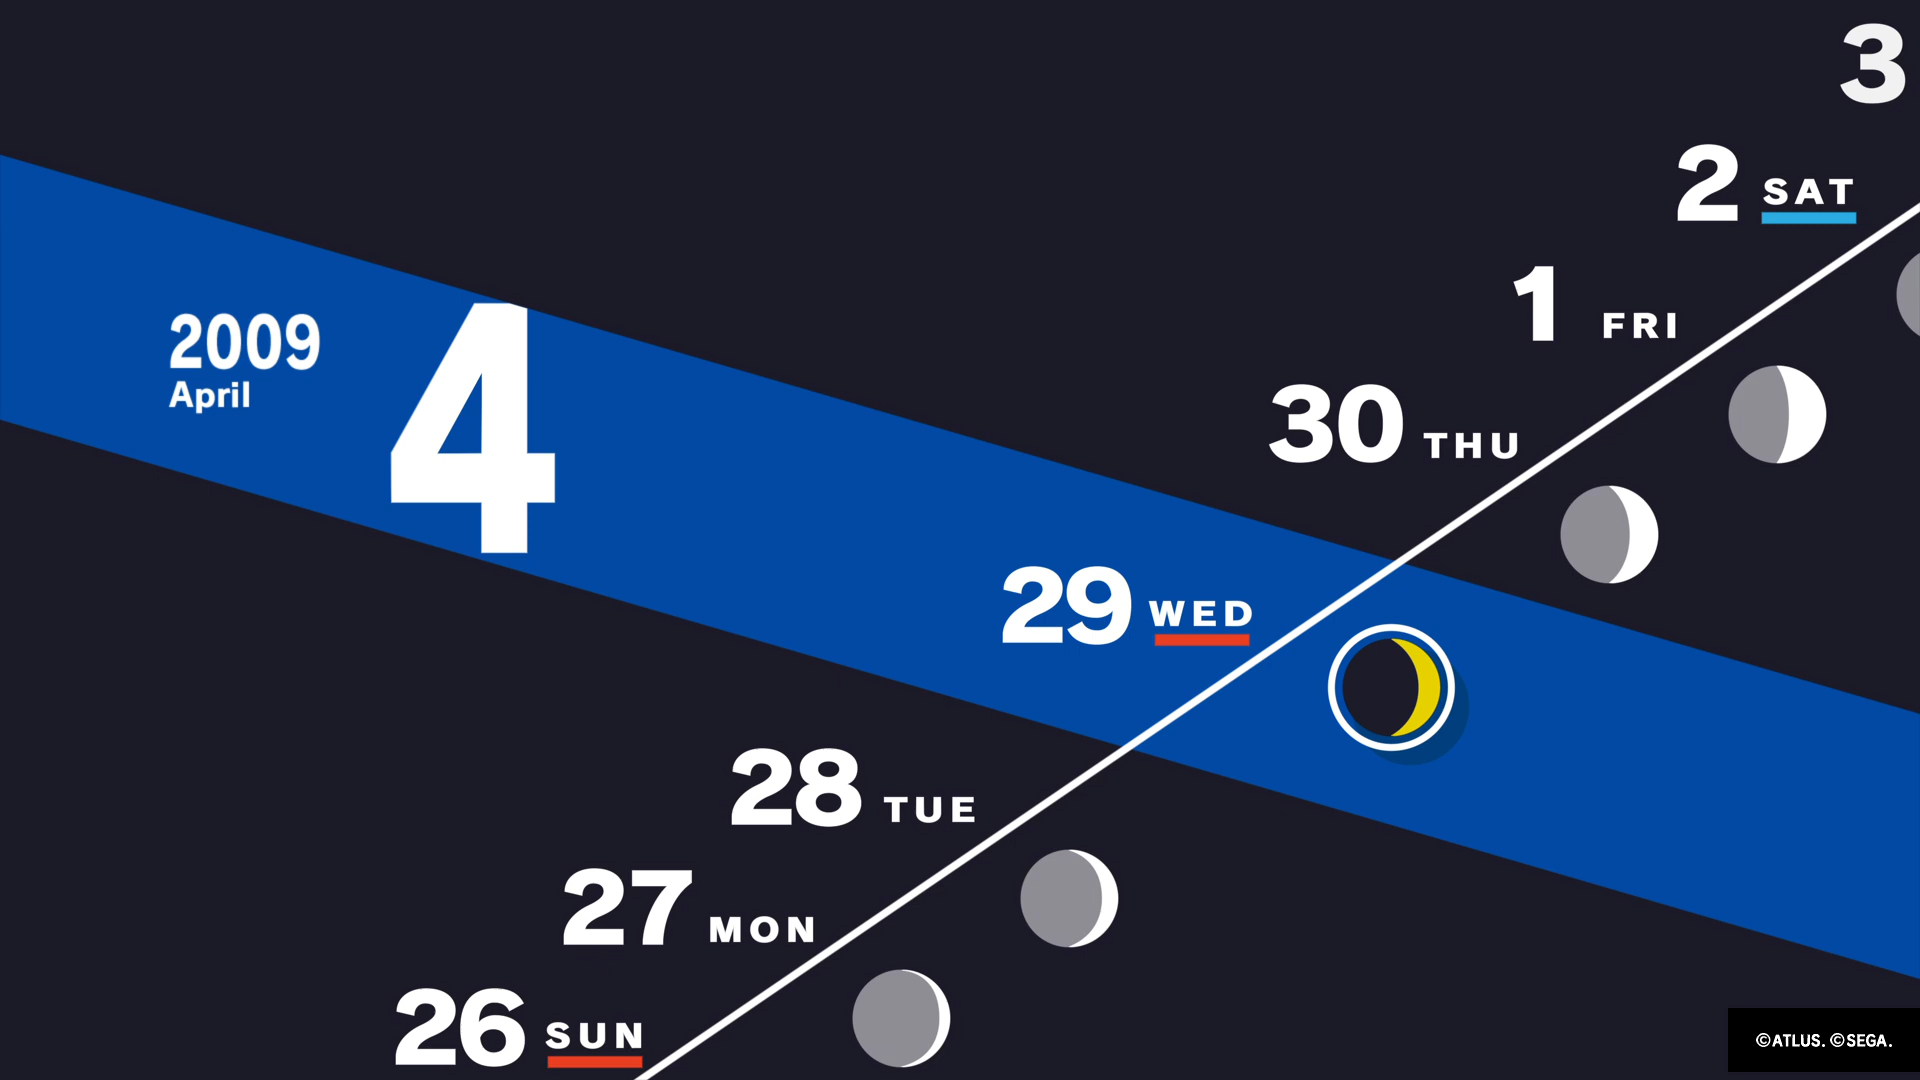 3
2 SAT
1 FRI
2009
April
4
30 THU
29 WED
28 TUE
27 MON
26 SUN
©ATLUS. ©SEGA.